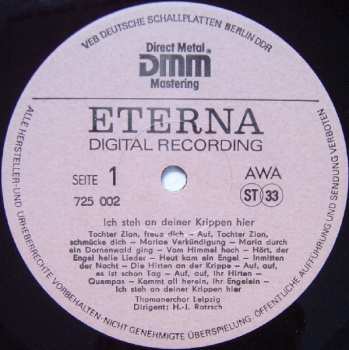 VEB DEUTSCHE SCHALLPLATTEN BERLIN DDR
Direct Metal
DMM
Mastering
ETERNA
DIGITAL RECORDING
SEITE 1
AWA
725 002
ST 33
Ich steh an deiner Krippen hier
Tochter Zion, freue dich — Auf, Tochter Zion,
schmücke dich — Mariae Verkündigung — Maria durch
ein Dornenwald ging — Vom Himmel hoch — Hört, der
Engel helle Lieder — Heut kam ein Engel — Inmitten
der Nacht — Die Hirten an der Krippe — Auf, auf,
es ist schon Tag — Auf, auf, ihr Hirten —
Quempas — Kommt all herein, ihr Engelein —
Ich steh an deiner Krippen hier
Thomanerchor Leipzig
Dirigent: H.-J. Rotzsch
ALLE HERSTELLER- UND URHEBERRECHTE VORBEHALTEN · NICHT GENEHMIGTE ÜBERSPIELUNG, ÖFFENTLICHE AUFFÜHRUNG UND SENDUNG VERBOTEN